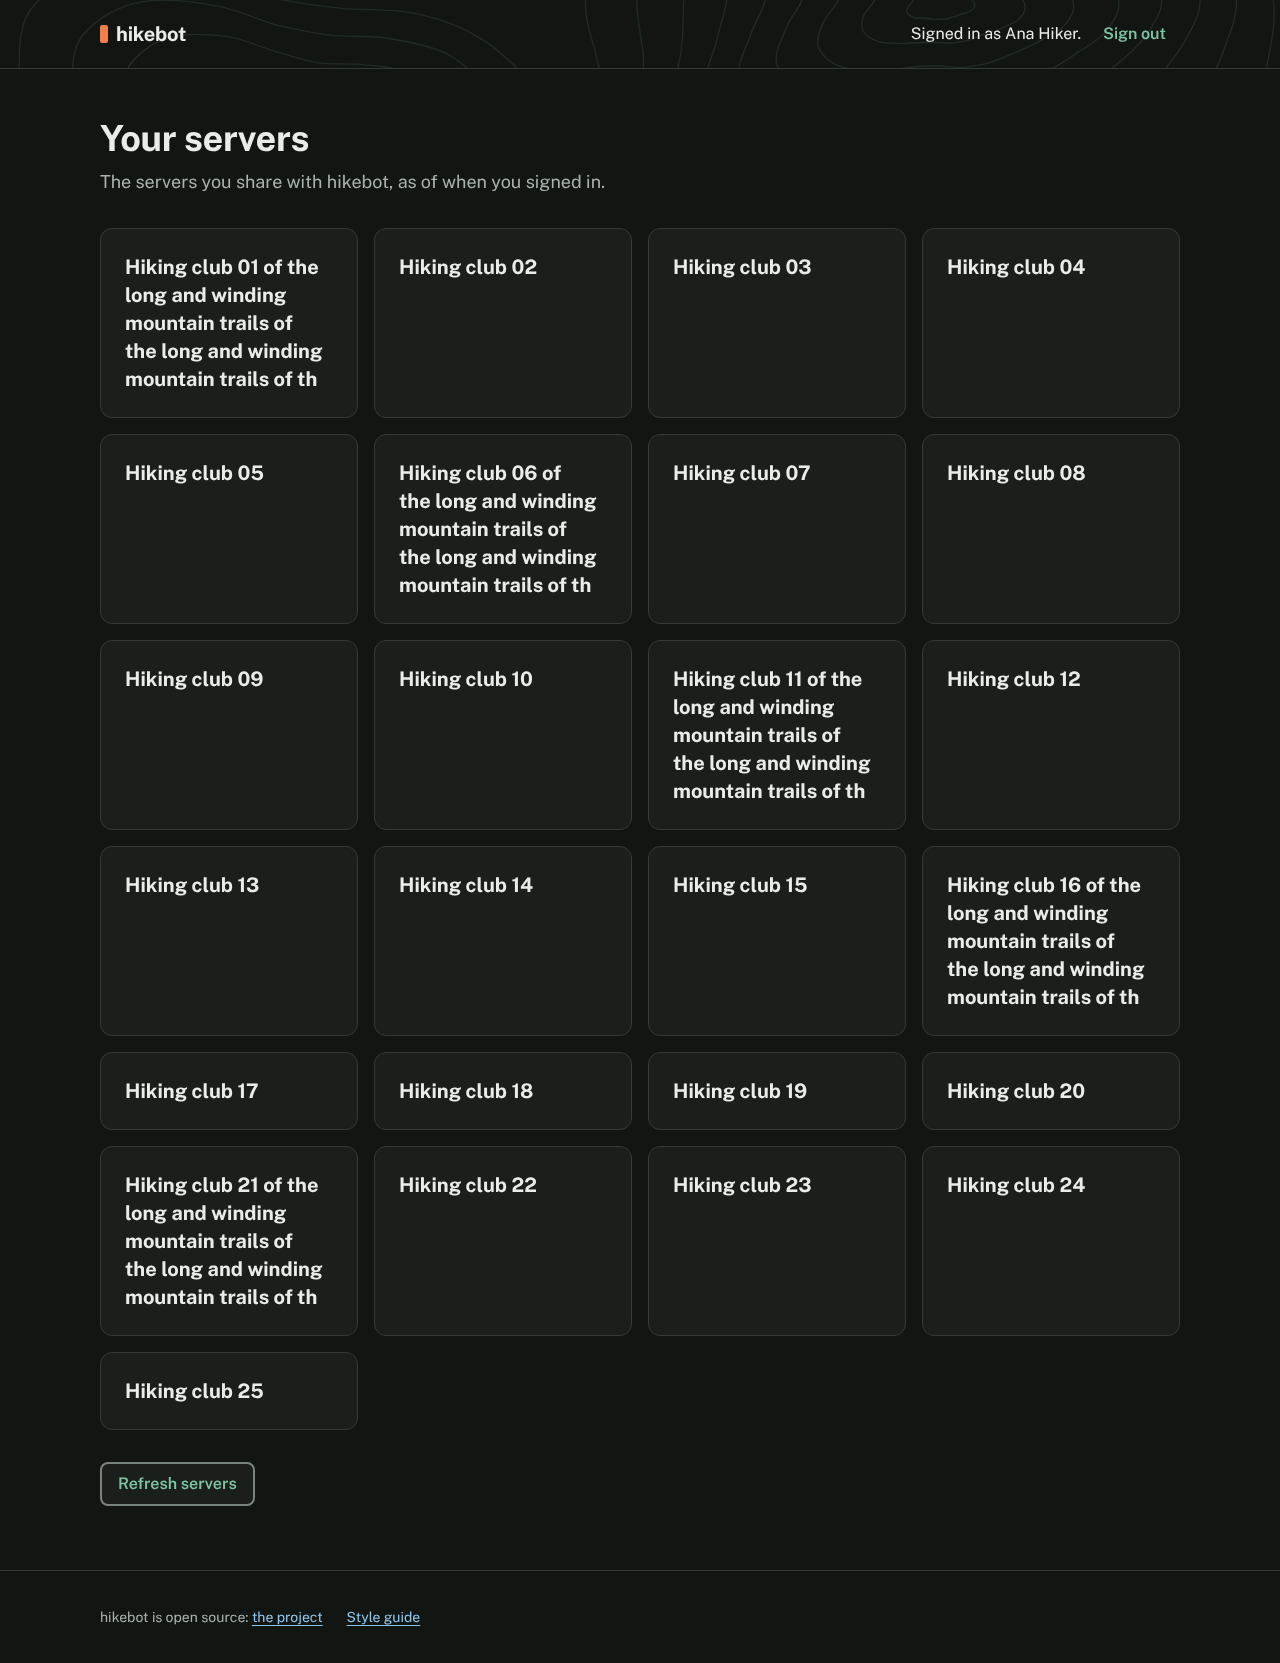 hikebot
Signed in as Ana Hiker.
Sign out
Your servers
The servers you share with hikebot, as of when you signed in.
Hiking club 01 of the
long and winding
mountain trails of
the long and winding
mountain trails of th
Hiking club 02
Hiking club 03
Hiking club 04
Hiking club 05
Hiking club 06 of
the long and winding
mountain trails of
the long and winding
mountain trails of th
Hiking club 07
Hiking club 08
Hiking club 09
Hiking club 10
Hiking club 11 of the
long and winding
mountain trails of
the long and winding
mountain trails of th
Hiking club 12
Hiking club 13
Hiking club 14
Hiking club 15
Hiking club 16 of the
long and winding
mountain trails of
the long and winding
mountain trails of th
Hiking club 17
Hiking club 18
Hiking club 19
Hiking club 20
Hiking club 21 of the
long and winding
mountain trails of
the long and winding
mountain trails of th
Hiking club 22
Hiking club 23
Hiking club 24
Hiking club 25
Refresh servers
hikebot is open source: the project
Style guide